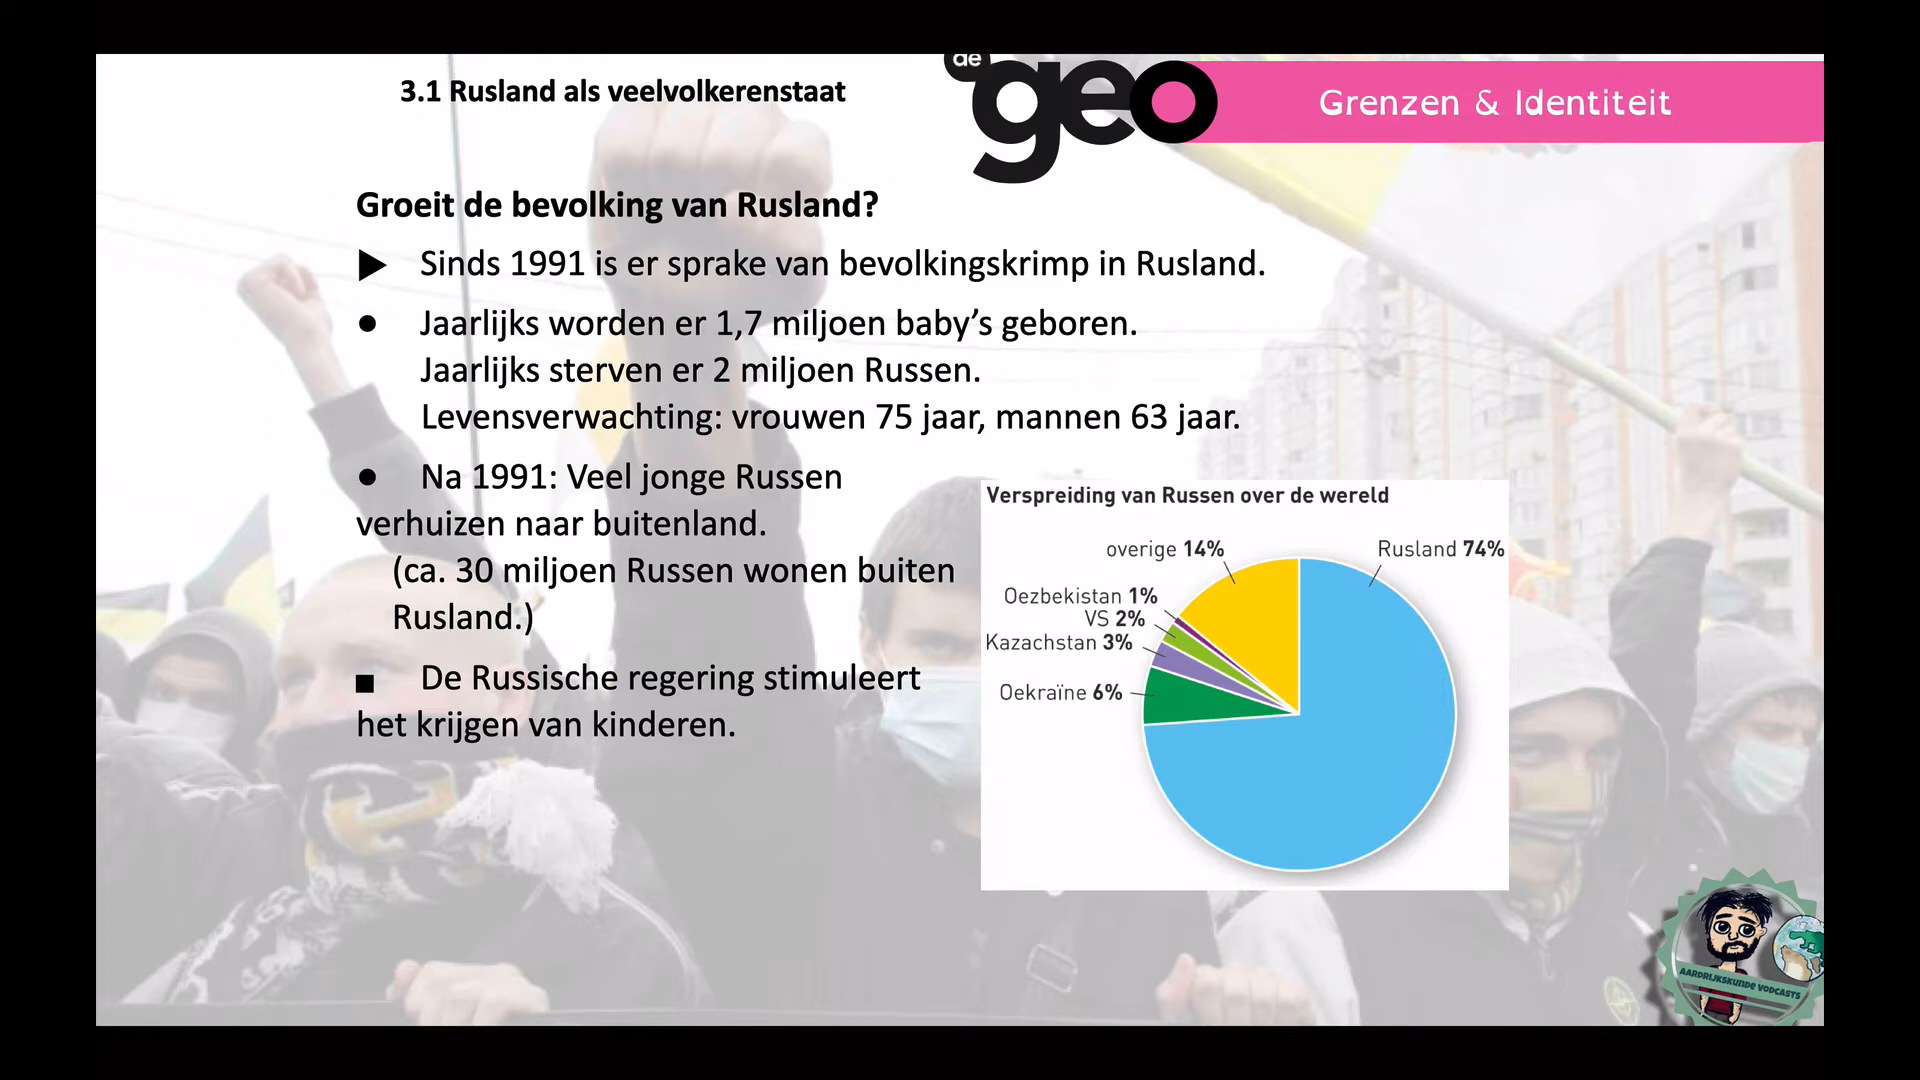 3.1 Rusland als veelvolkerenstaat
de
geo
Grenzen & Identiteit
Groeit de bevolking van Rusland?
▶ Sinds 1991 is er sprake van bevolkingskrimp in Rusland.
● Jaarlijks worden er 1,7 miljoen baby’s geboren.
Jaarlijks sterven er 2 miljoen Russen.
Levensverwachting: vrouwen 75 jaar, mannen 63 jaar.
● Na 1991: Veel jonge Russen
verhuizen naar buitenland.
(ca. 30 miljoen Russen wonen buiten
Rusland.)
■ De Russische regering stimuleert
het krijgen van kinderen.
Verspreiding van Russen over de wereld
overige 14%
Rusland 74%
Oezbekistan 1%
VS 2%
Kazachstan 3%
Oekraïne 6%
AARDRIJKSKUNDE VODCASTS